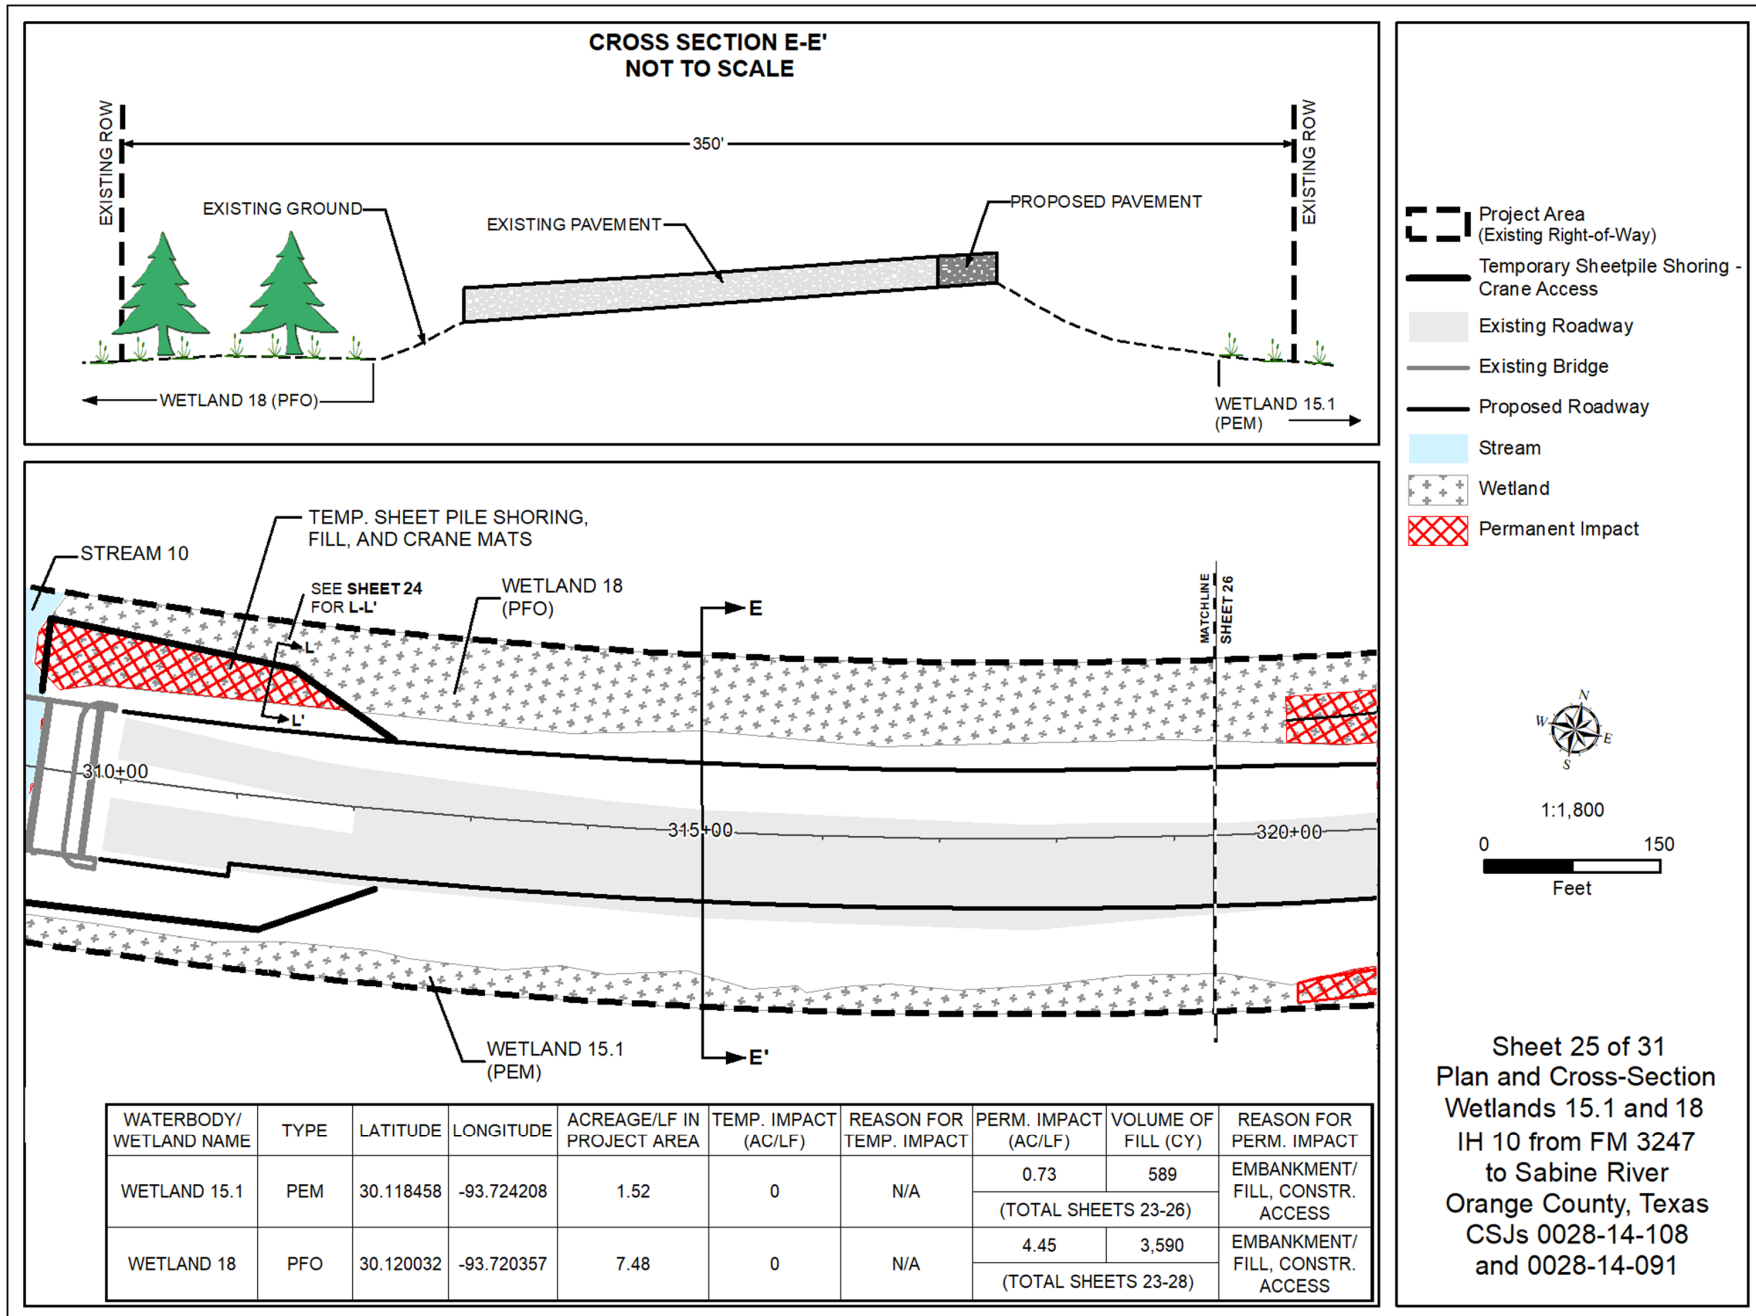 CROSS SECTION E-E'
NOT TO SCALE
EXISTING ROW
350'
EXISTING ROW
EXISTING GROUND
EXISTING PAVEMENT
PROPOSED PAVEMENT
WETLAND 18 (PFO)
WETLAND 15.1
(PEM)
Project Area
(Existing Right-of-Way)
Temporary Sheetpile Shoring -
Crane Access
Existing Roadway
Existing Bridge
Proposed Roadway
Stream
Wetland
Permanent Impact
STREAM 10
TEMP. SHEET PILE SHORING,
FILL, AND CRANE MATS
SEE SHEET 24
FOR L-L'
WETLAND 18
(PFO)
L
L'
E
MATCH LINE
SHEET 26
310+00
315+00
320+00
WETLAND 15.1
(PEM)
E'
N
W
E
S
1:1,800
0 150
Feet
WATERBODY/ WETLAND NAME TYPE LATITUDE LONGITUDE ACREAGE/LF IN PROJECT AREA TEMP. IMPACT (AC/LF) REASON FOR TEMP. IMPACT PERM. IMPACT (AC/LF) VOLUME OF FILL (CY) REASON FOR PERM. IMPACT
WETLAND 15.1 PEM 30.118458 -93.724208 1.52 0 N/A 0.73 589 (TOTAL SHEETS 23-26) EMBANKMENT/ FILL, CONSTR. ACCESS
WETLAND 18 PFO 30.120032 -93.720357 7.48 0 N/A 4.45 3,590 (TOTAL SHEETS 23-28) EMBANKMENT/ FILL, CONSTR. ACCESS
Sheet 25 of 31
Plan and Cross-Section
Wetlands 15.1 and 18
IH 10 from FM 3247
to Sabine River
Orange County, Texas
CSJs 0028-14-108
and 0028-14-091